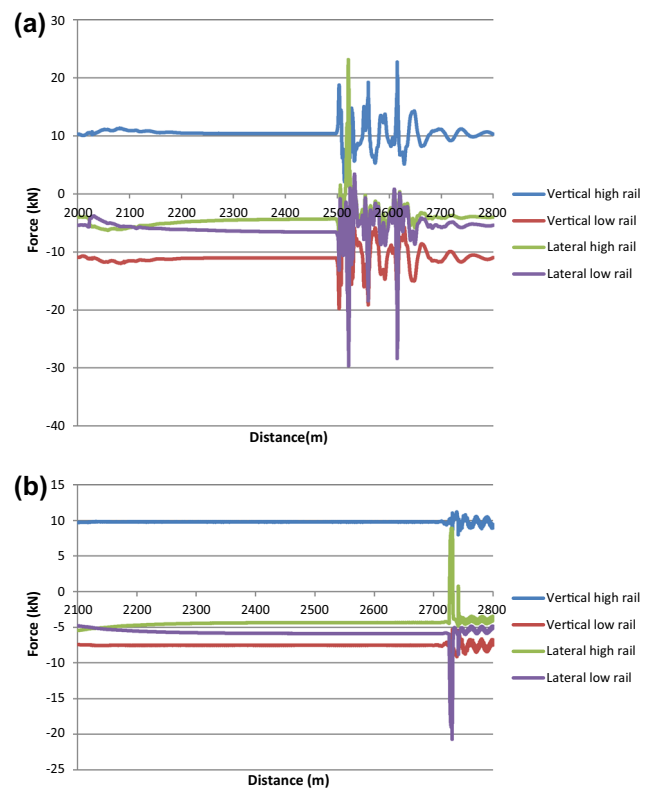 (a)
30
20
10
0
-10
-20
-30
-40
2000 2100 2200 2300 2400 2500 2600 2700 2800
Force (kN)
Distance(m)
Vertical high rail
Vertical low rail
Lateral high rail
Lateral low rail
(b)
15
10
5
0
-5
-10
-15
-20
-25
2100 2200 2300 2400 2500 2600 2700 2800
Force (kN)
Distance (m)
Vertical high rail
Vertical low rail
Lateral high rail
Lateral low rail